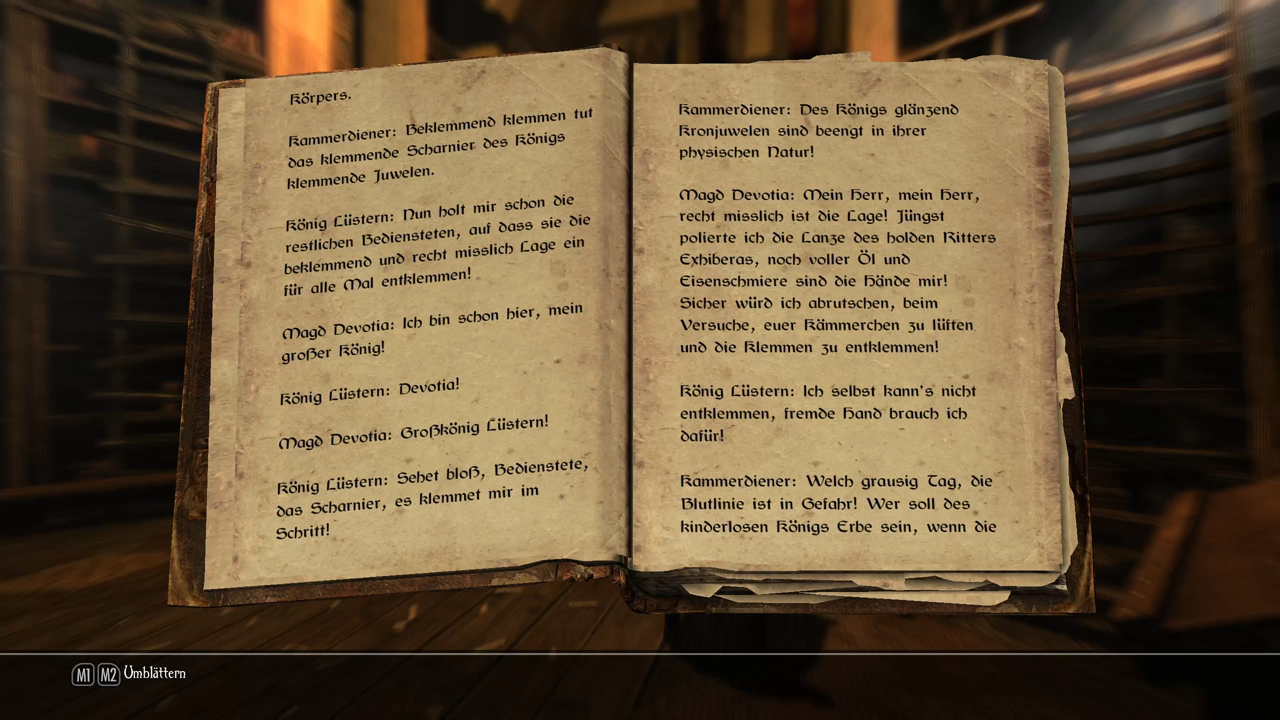 Körpers.
Kammerdiener: Beklemmend klemmen tut
das klemmende Scharnier des Königs
klemmende Juwelen.
König Lüstern: Nun holt mir schon die
restlichen Bediensteten, auf dass sie die
beklemmend und recht misslich Lage ein
für alle Mal entklemmen!
Magd Devotia: Ich bin schon hier, mein
großer König!
König Lüstern: Devotia!
Magd Devotia: Großkönig Lüstern!
König Lüstern: Sehet bloß, Bedienstete,
das Scharnier, es klemmet mir im
Schritt!
Kammerdiener: Des Königs glänzend
Kronjuwelen sind beengt in ihrer
physischen Natur!
Magd Devotia: Mein Herr, mein Herr,
recht misslich ist die Lage! Jüngst
polierte ich die Lanze des holden Ritters
Exhiberas, noch voller Öl und
Eisenschmiere sind die Hände mir!
Sicher würd ich abrutschen, beim
Versuche, euer Kämmerchen zu lüften
und die Klemmen zu entklemmen!
König Lüstern: Ich selbst kann's nicht
entklemmen, fremde Hand brauch ich
dafür!
Kammerdiener: Welch grausig Tag, die
Blutlinie ist in Gefahr! Wer soll des
kinderlosen Königs Erbe sein, wenn die
M1 M2 Umblättern